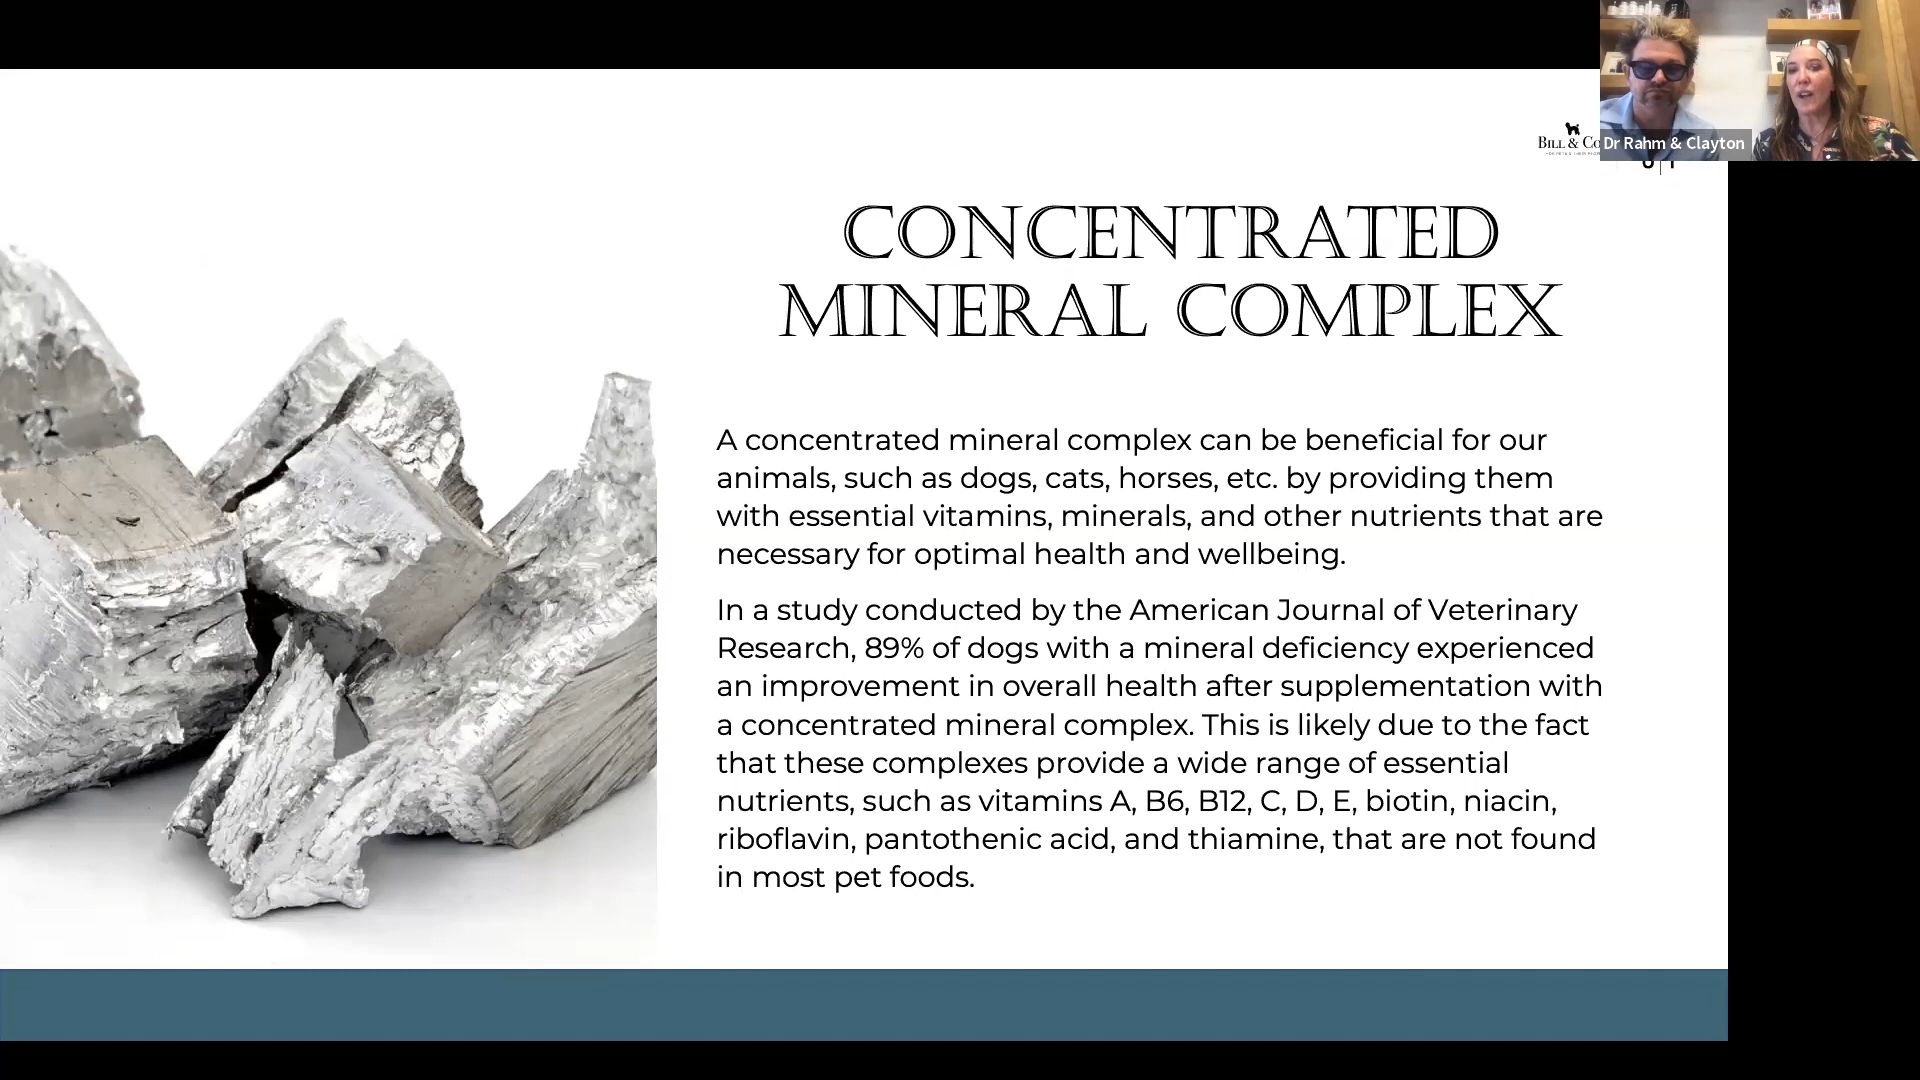 BILL & CO
Dr Rahm & Clayton
CONCENTRATED
MINERAL COMPLEX
A concentrated mineral complex can be beneficial for our
animals, such as dogs, cats, horses, etc. by providing them
with essential vitamins, minerals, and other nutrients that are
necessary for optimal health and wellbeing.
In a study conducted by the American Journal of Veterinary
Research, 89% of dogs with a mineral deficiency experienced
an improvement in overall health after supplementation with
a concentrated mineral complex. This is likely due to the fact
that these complexes provide a wide range of essential
nutrients, such as vitamins A, B6, B12, C, D, E, biotin, niacin,
riboflavin, pantothenic acid, and thiamine, that are not found
in most pet foods.